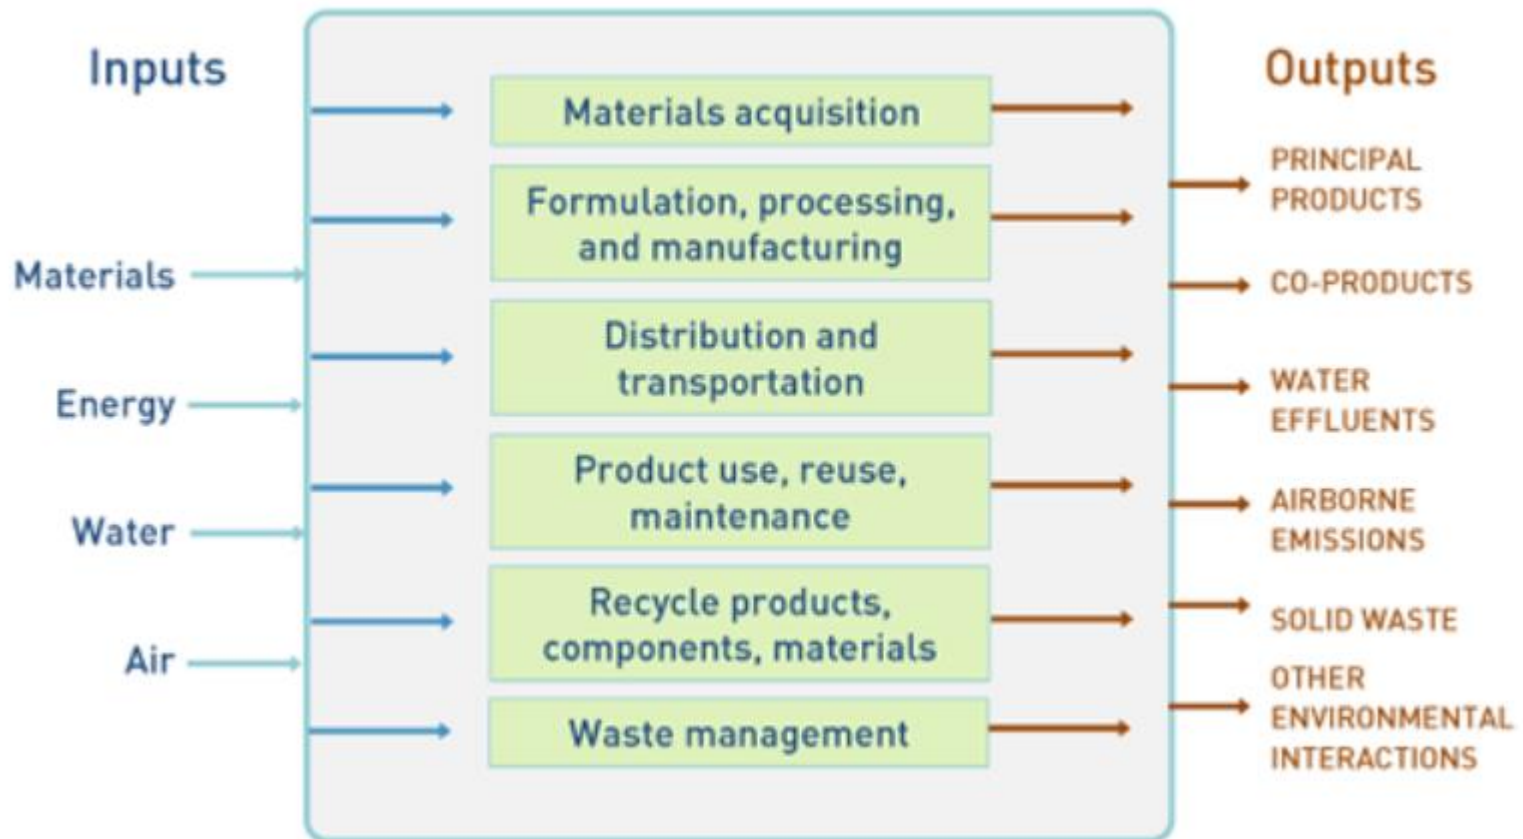 Inputs
Materials
Energy
Water
Air
Materials acquisition
Formulation, processing,
and manufacturing
Distribution and
transportation
Product use, reuse,
maintenance
Recycle products,
components, materials
Waste management
Outputs
PRINCIPAL
PRODUCTS
CO-PRODUCTS
WATER
EFFLUENTS
AIRBORNE
EMISSIONS
SOLID WASTE
OTHER
ENVIRONMENTAL
INTERACTIONS